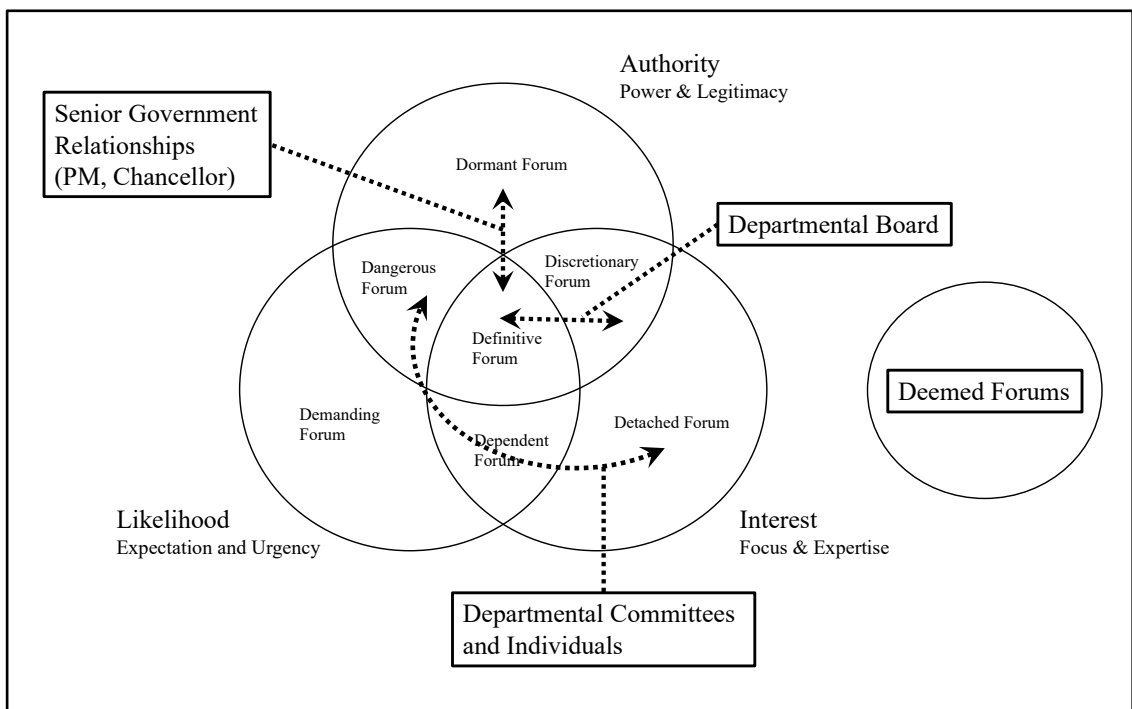 Authority
Power & Legitimacy
Senior Government
Relationships
(PM, Chancellor)
Dormant Forum
Departmental Board
Dangerous
Forum
Discretionary
Forum
Definitive
Forum
Deemed Forums
Demanding
Forum
Dependent
Forum
Detached Forum
Likelihood
Expectation and Urgency
Interest
Focus & Expertise
Departmental Committees
and Individuals